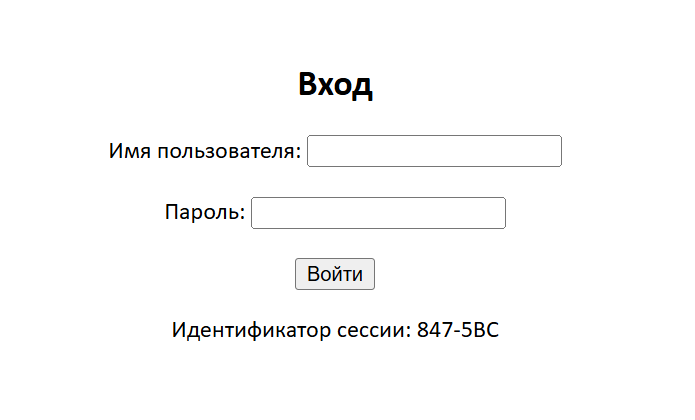 Вход
Имя пользователя:
Пароль:
Войти
Идентификатор сессии: 847-5BC